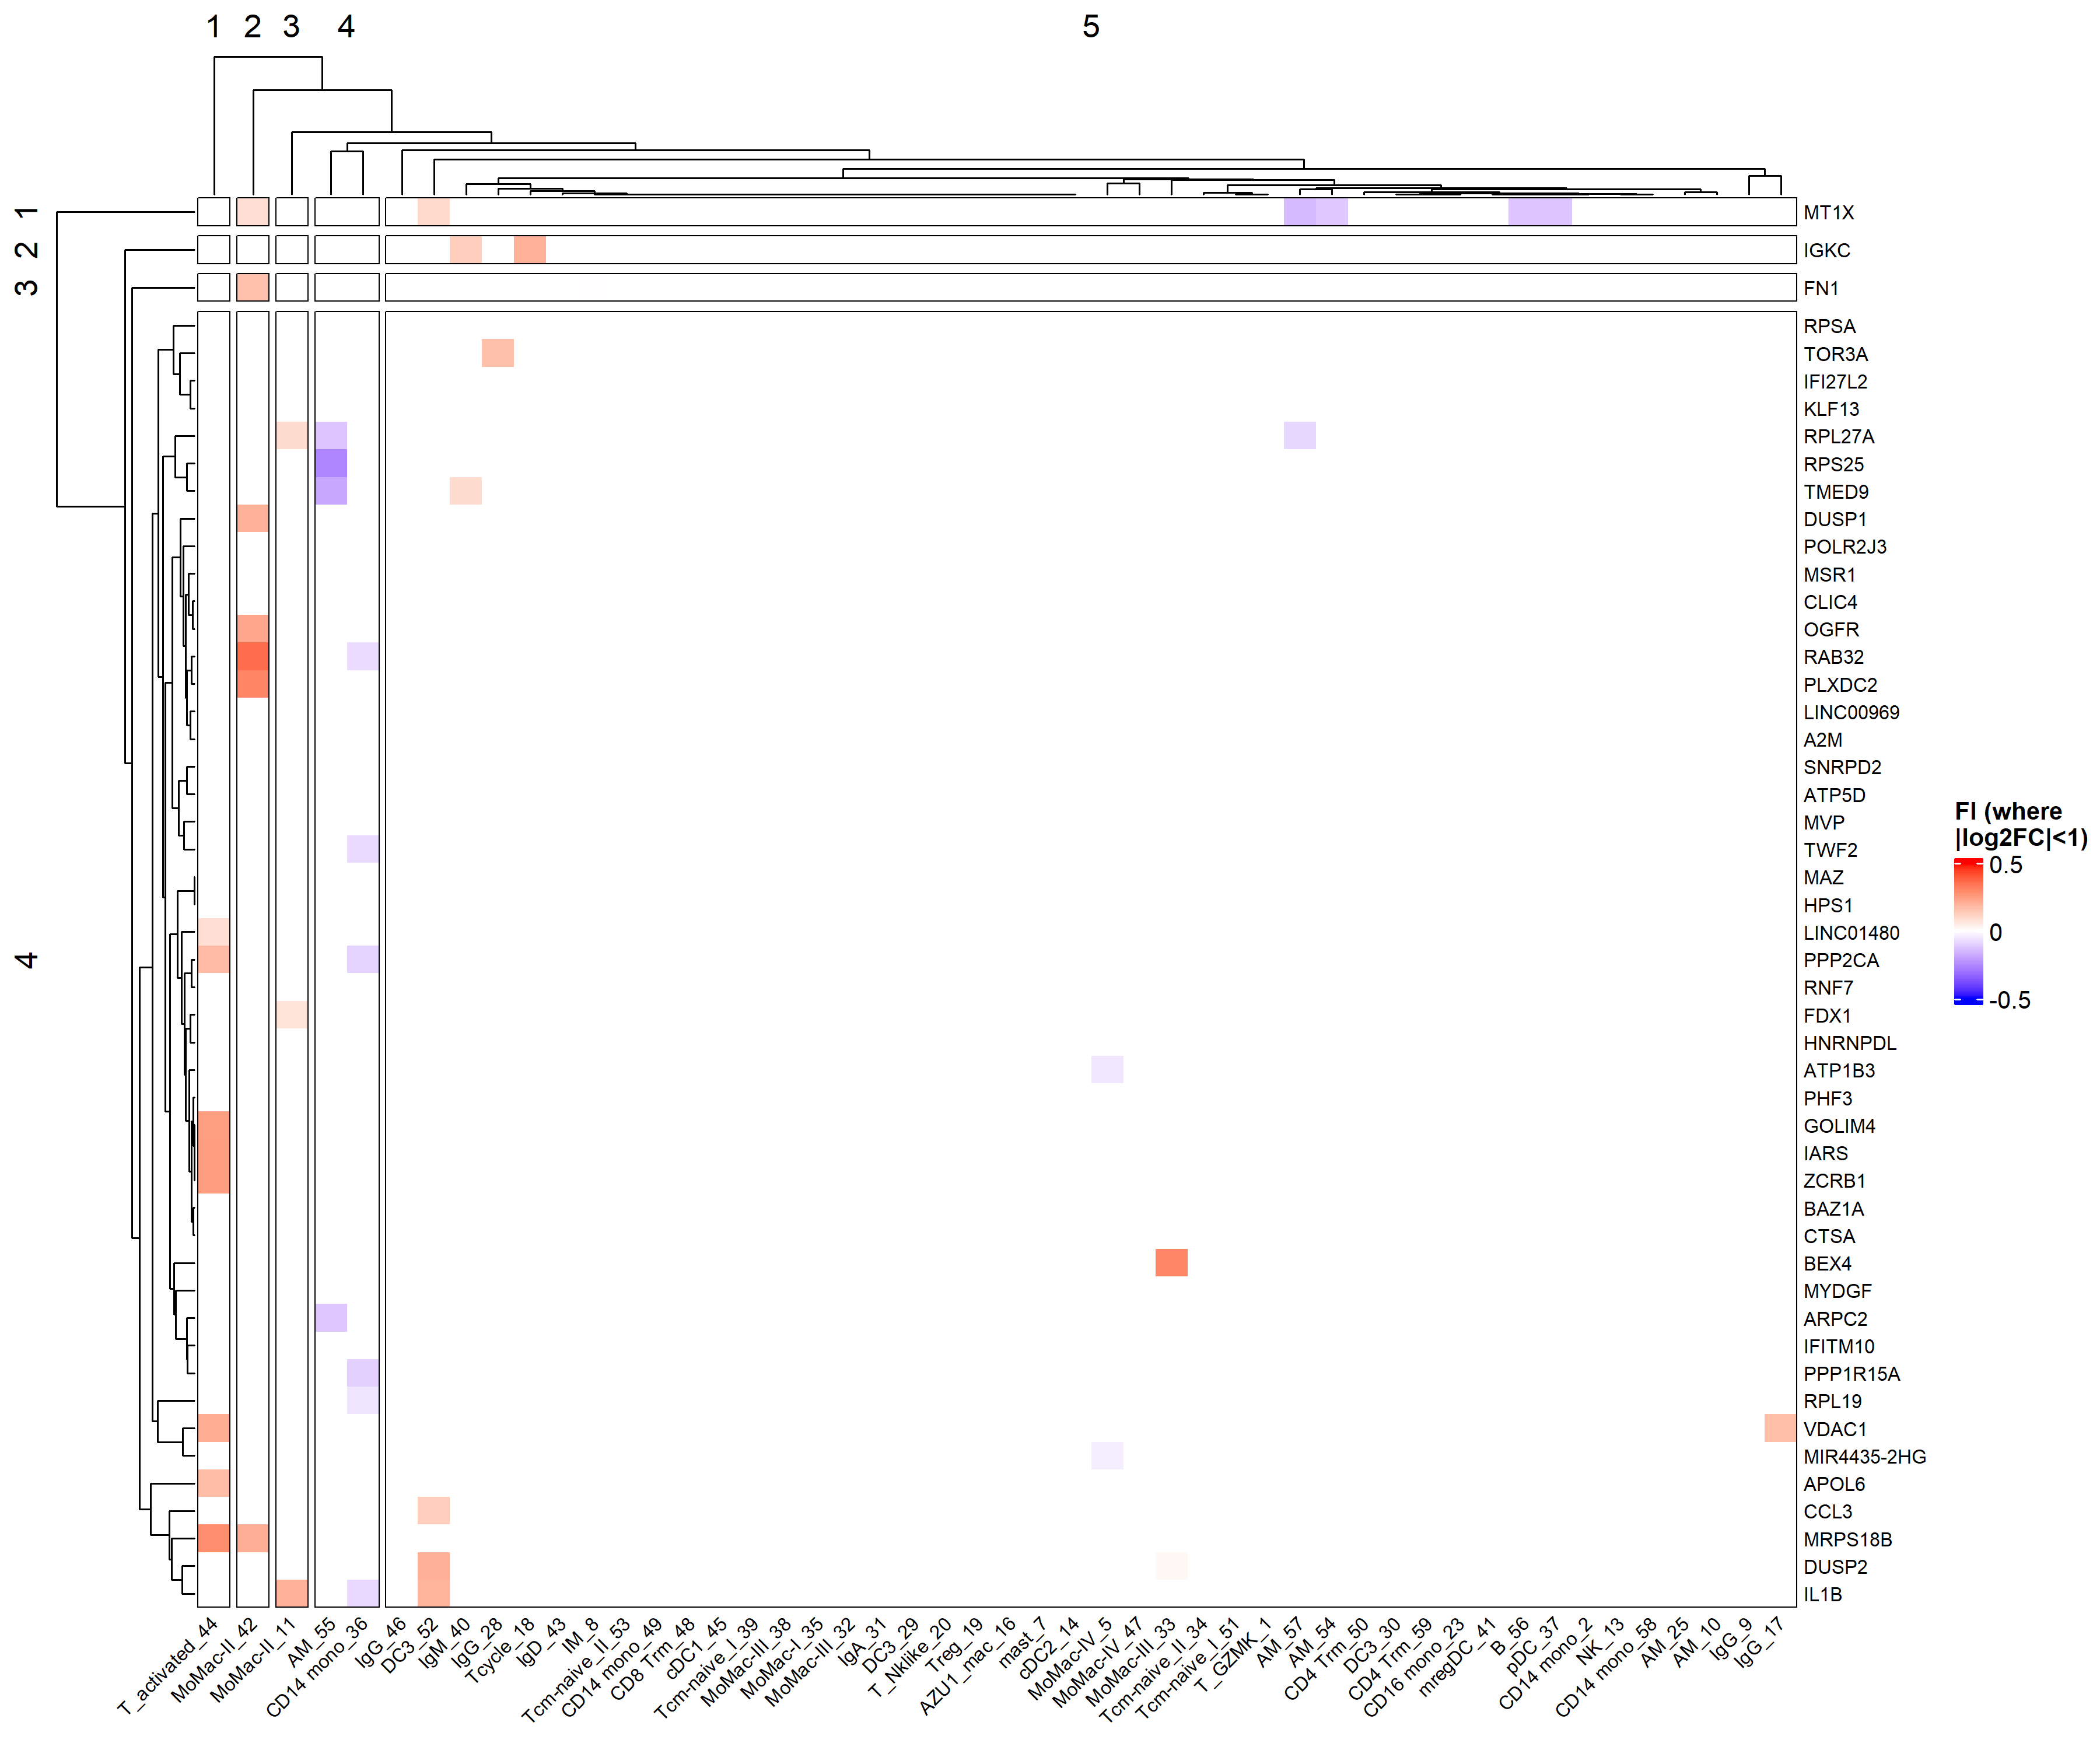 1 2 3 4 5
1
2
3
4
MT1X
IGKC
FN1
RPSA
TOR3A
IFI27L2
KLF13
RPL27A
RPS25
TMED9
DUSP1
POLR2J3
MSR1
CLIC4
OGFR
RAB32
PLXDC2
LINC00969
A2M
SNRPD2
ATP5D
MVP
TWF2
MAZ
HPS1
LINC01480
PPP2CA
RNF7
FDX1
HNRNPDL
ATP1B3
PHF3
GOLIM4
IARS
ZCRB1
BAZ1A
CTSA
BEX4
MYDGF
ARPC2
IFITM10
PPP1R15A
RPL19
VDAC1
MIR4435-2HG
APOL6
CCL3
MRPS18B
DUSP2
IL1B
T_activated_44
MoMac-II_42
MoMac-II_11
AM_55
CD14 mono_36
IgG_46
DC3_52
IgM_40
IgG_28
Tcycle_18
IgD_43
IM_8
Tcm-naive_II_53
CD14 mono_49
CD8 Trm_48
cDC1_45
Tcm-naive_I_39
MoMac-III_38
MoMac-I_35
MoMac-III_32
IgA_31
DC3_29
T_Nklike_20
Treg_19
AZU1_mac_16
mast_7
cDC2_14
MoMac-IV_5
MoMac-IV_47
MoMac-III_33
Tcm-naive_II_34
Tcm-naive_I_51
T_GZMK_1
AM_57
AM_54
CD4 Trm_50
DC3_30
CD4 Trm_59
CD16 mono_23
mregDC_41
B_56
pDC_37
CD14 mono_2
NK_13
CD14 mono_58
AM_25
AM_10
IgG_9
IgG_17
FI (where
|log2FC|<1)
0.5
0
-0.5